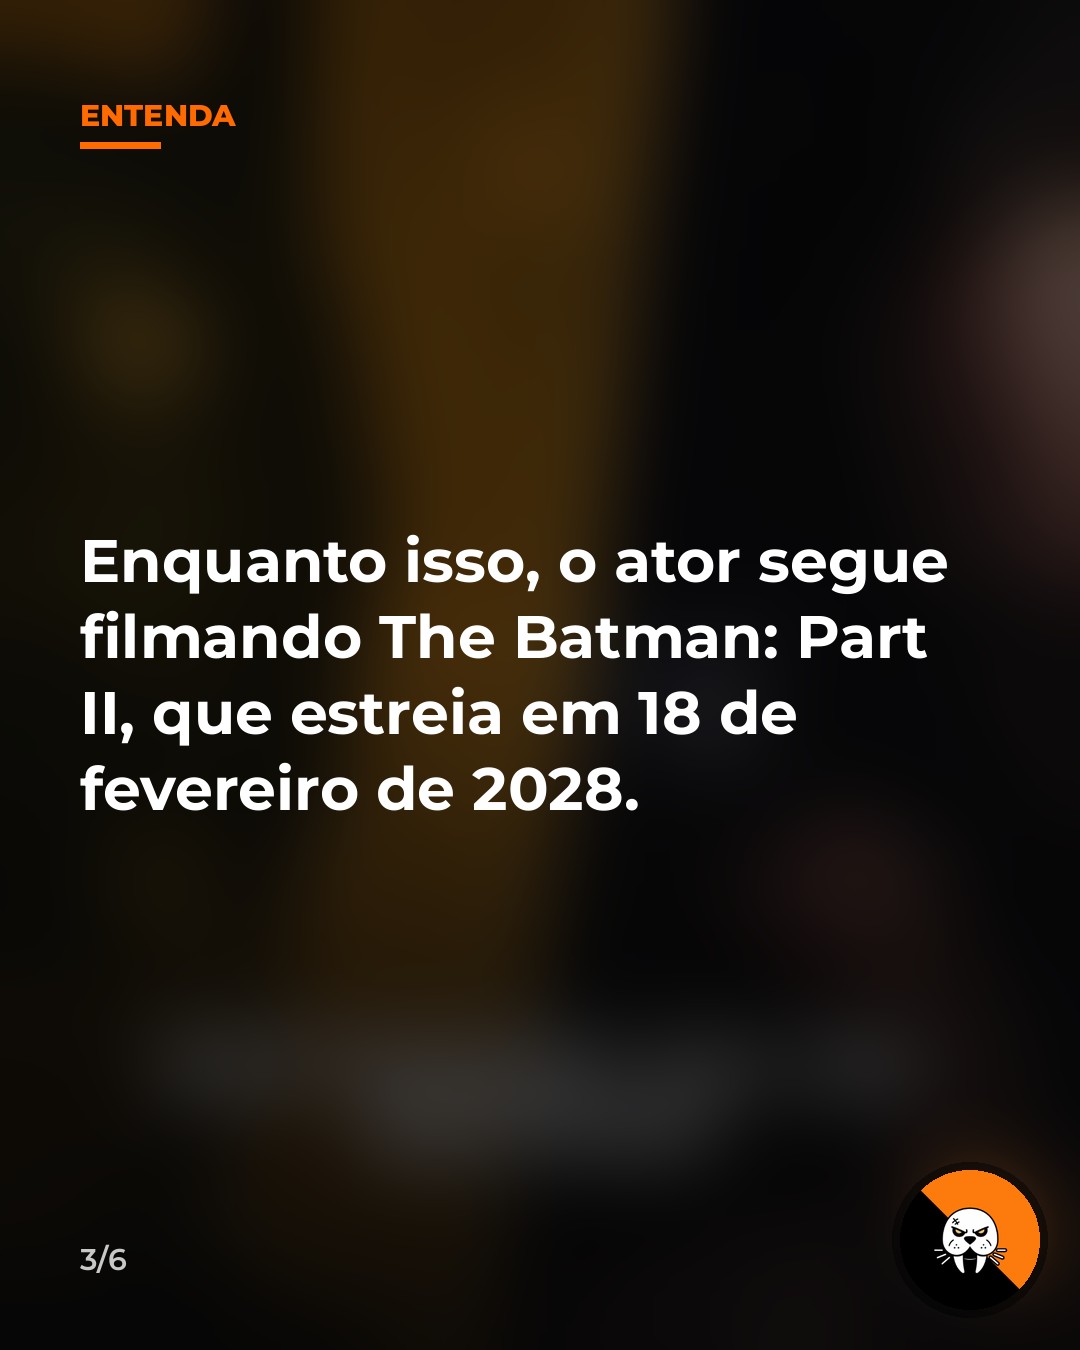 ENTENDA
Enquanto isso, o ator segue
filmando The Batman: Part
II, que estreia em 18 de
fevereiro de 2028.
3/6